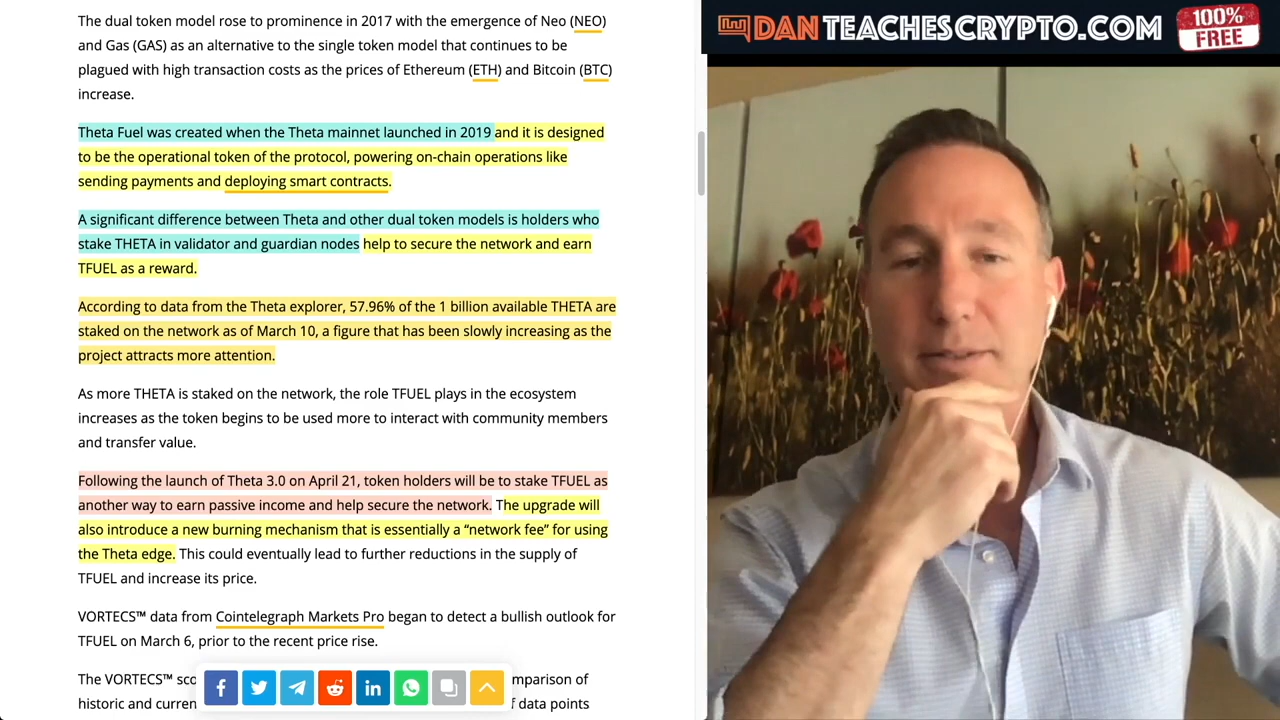 The dual token model rose to prominence in 2017 with the emergence of Neo (NEO)
and Gas (GAS) as an alternative to the single token model that continues to be
plagued with high transaction costs as the prices of Ethereum (ETH) and Bitcoin (BTC)
increase.
Theta Fuel was created when the Theta mainnet launched in 2019 and it is designed
to be the operational token of the protocol, powering on-chain operations like
sending payments and deploying smart contracts.
A significant difference between Theta and other dual token models is holders who
stake THETA in validator and guardian nodes help to secure the network and earn
TFUEL as a reward.
According to data from the Theta explorer, 57.96% of the 1 billion available THETA are
staked on the network as of March 10, a figure that has been slowly increasing as the
project attracts more attention.
As more THETA is staked on the network, the role TFUEL plays in the ecosystem
increases as the token begins to be used more to interact with community members
and transfer value.
Following the launch of Theta 3.0 on April 21, token holders will be to stake TFUEL as
another way to earn passive income and help secure the network. The upgrade will
also introduce a new burning mechanism that is essentially a “network fee” for using
the Theta edge. This could eventually lead to further reductions in the supply of
TFUEL and increase its price.
VORTECS™ data from Cointelegraph Markets Pro began to detect a bullish outlook for
TFUEL on March 6, prior to the recent price rise.
The VORTECS™ sco mparison of
historic and curren f data points
DANTEACHESCRYPTO.COM
100%
FREE